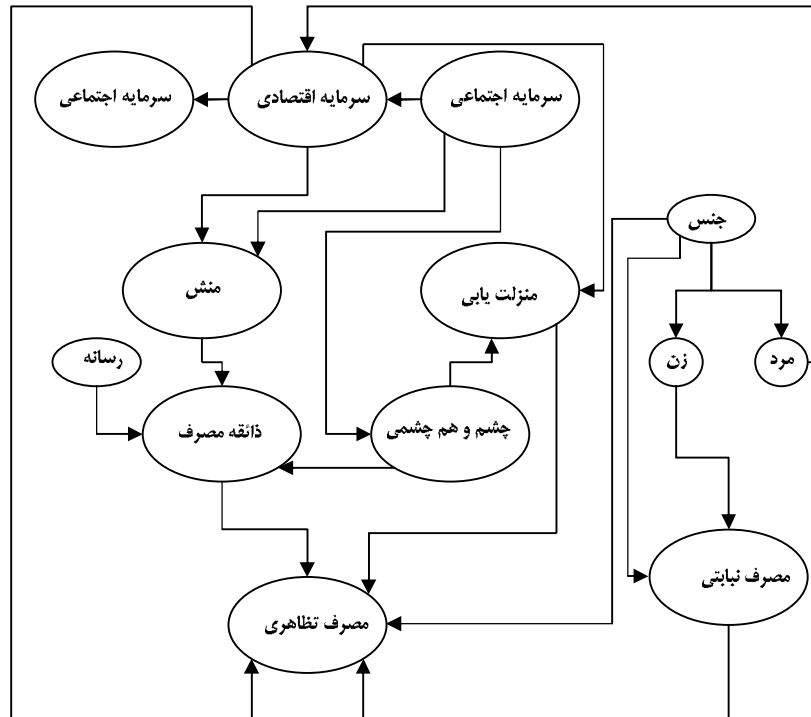 سرمایه اجتماعی
سرمایه اقتصادی
سرمایه اجتماعی
جنس
منزلت یابی
منش
مرد
زن
رسانه
چشم و هم چشمی
ذائقه مصرف
مصرف نیابتی
مصرف تظاهری